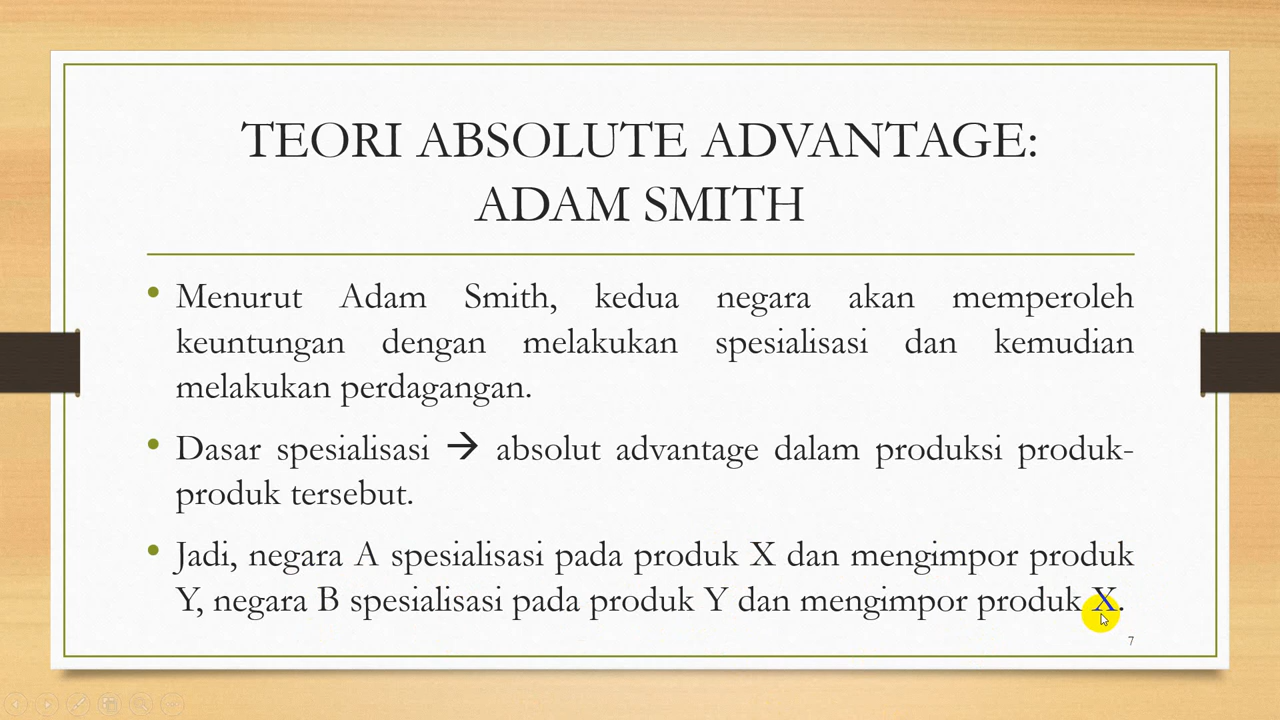 TEORI ABSOLUTE ADVANTAGE:
ADAM SMITH
• Menurut Adam Smith, kedua negara akan memperoleh
keuntungan dengan melakukan spesialisasi dan kemudian
melakukan perdagangan.
• Dasar spesialisasi → absolut advantage dalam produksi produk-
produk tersebut.
• Jadi, negara A spesialisasi pada produk X dan mengimpor produk
Y, negara B spesialisasi pada produk Y dan mengimpor produk X.
7